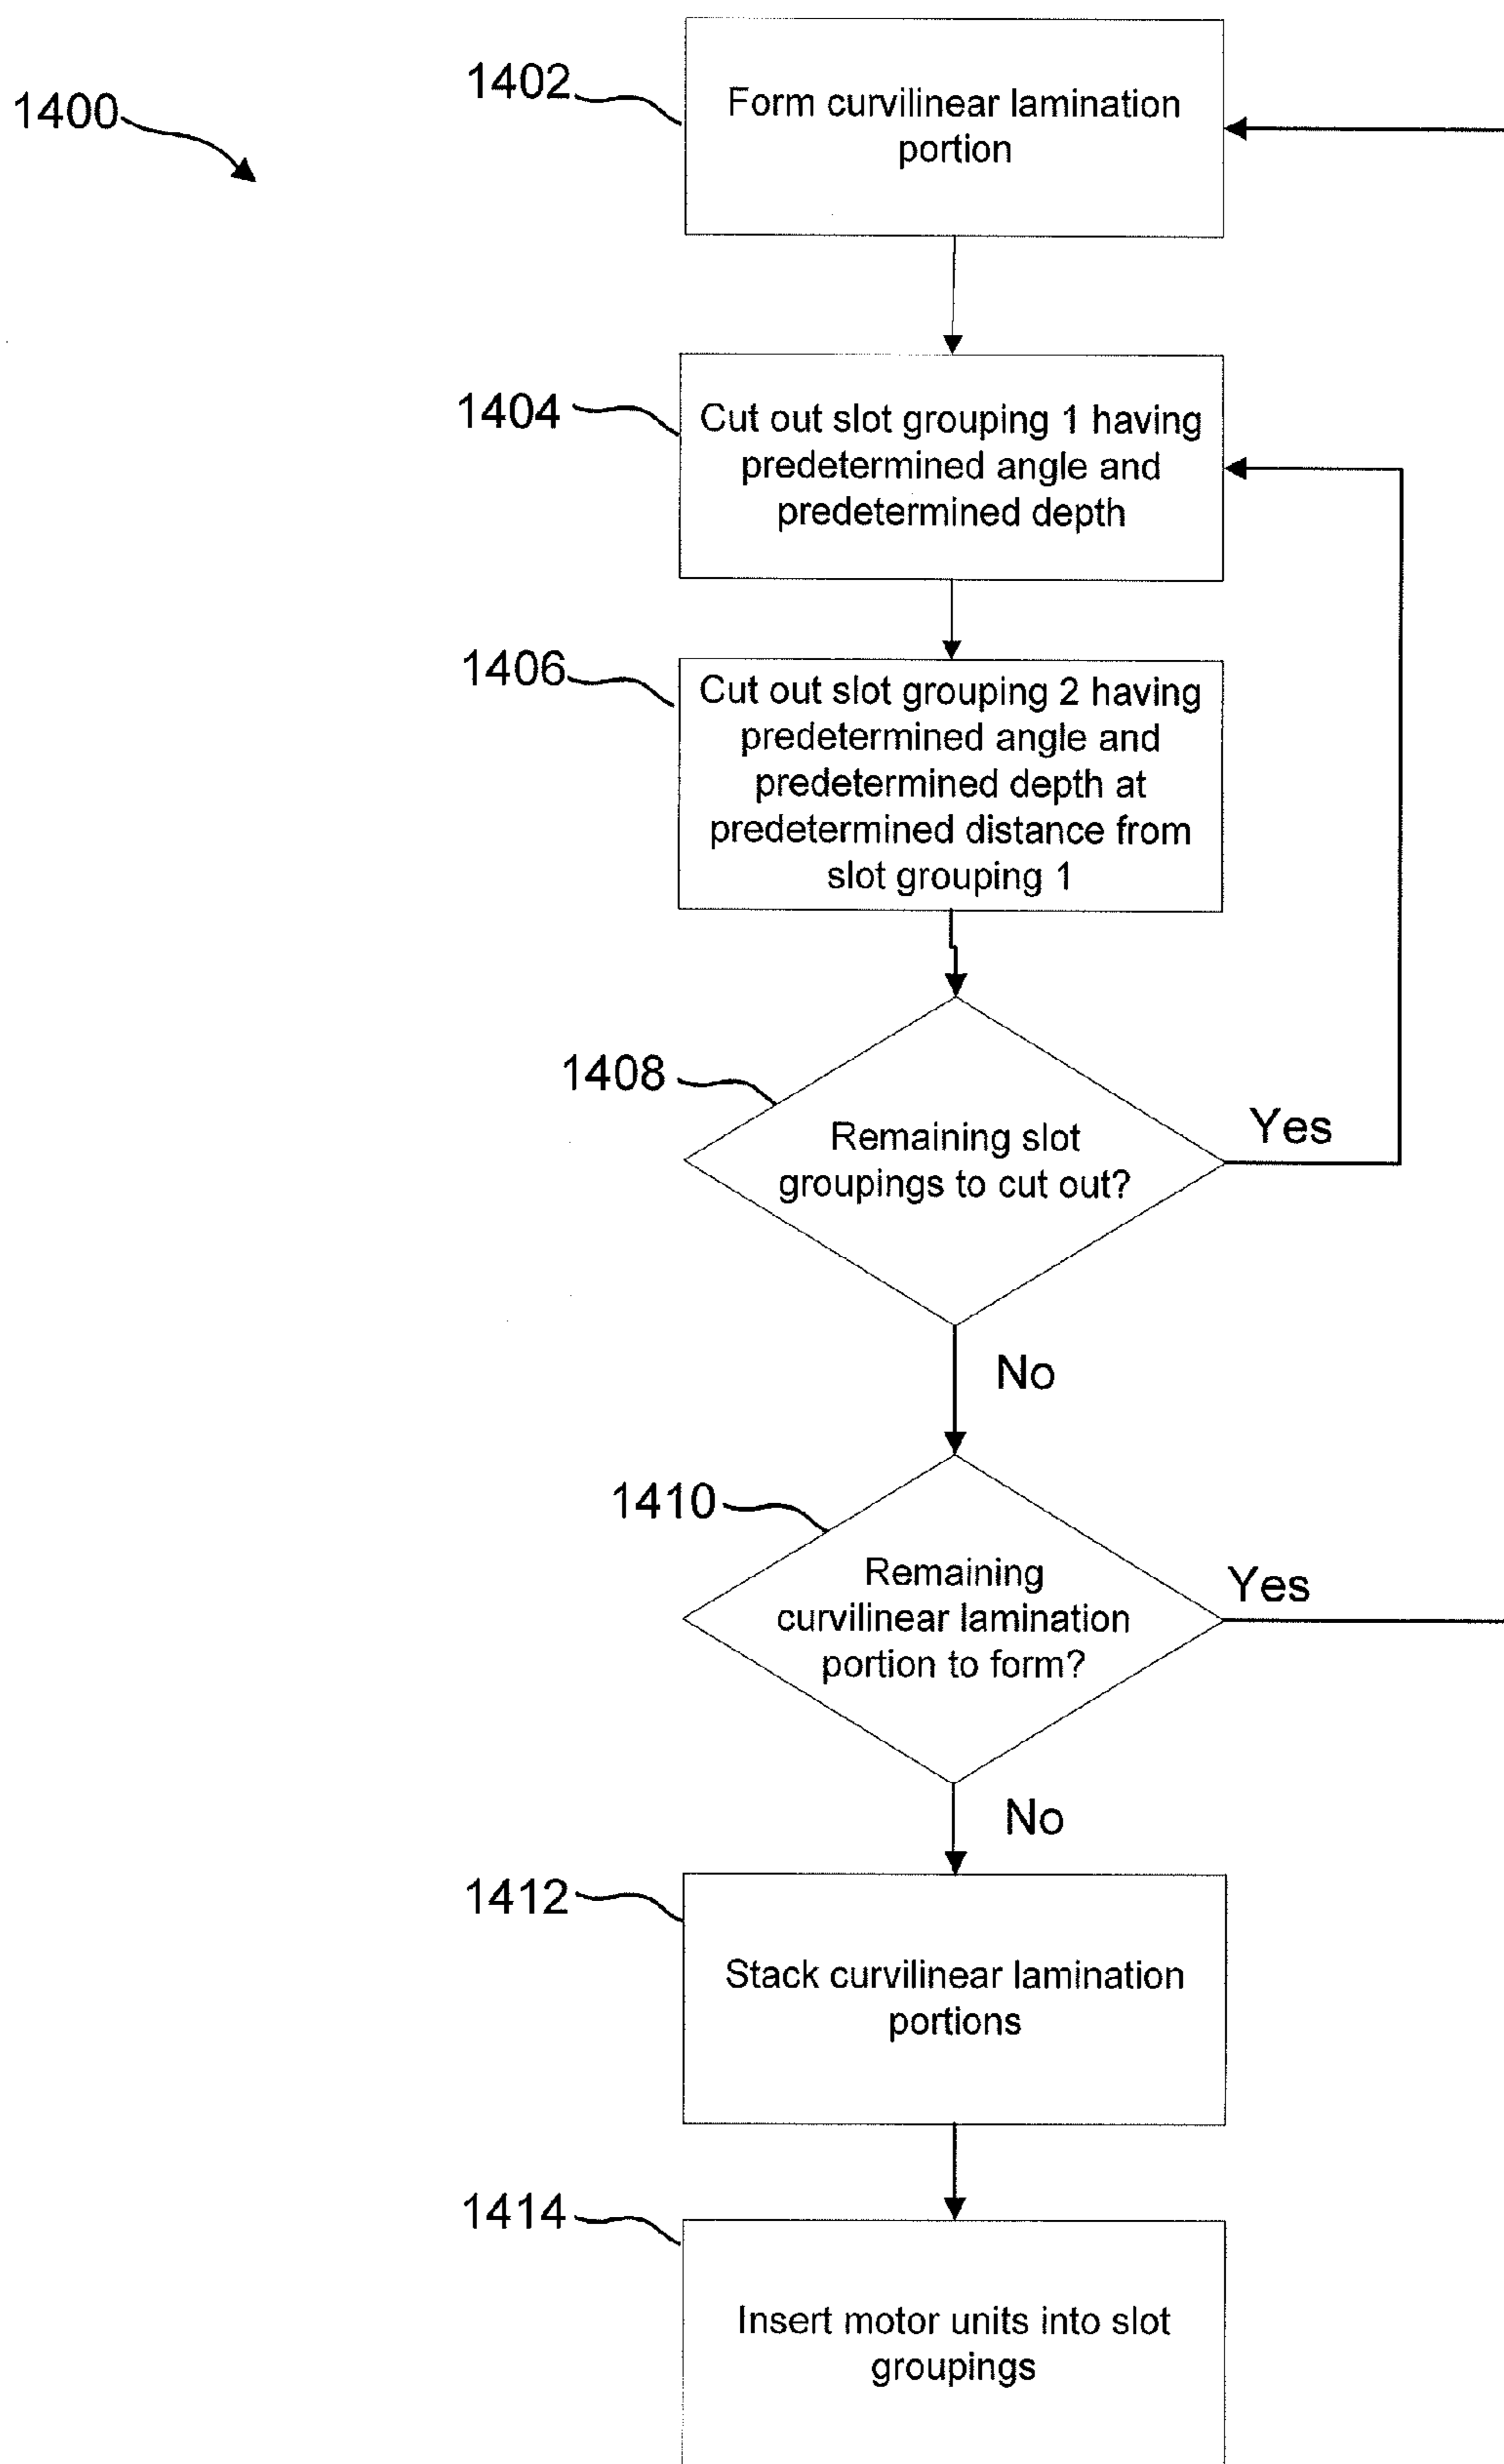 1400
1402
Form curvilinear lamination
portion
1404
Cut out slot grouping 1 having
predetermined angle and
predetermined depth
1406
Cut out slot grouping 2 having
predetermined angle and
predetermined depth at
predetermined distance from
slot grouping 1
1408
Remaining slot
groupings to cut out?
Yes
No
1410
Remaining
curvilinear lamination
portion to form?
Yes
No
1412
Stack curvilinear lamination
portions
1414
Insert motor units into slot
groupings